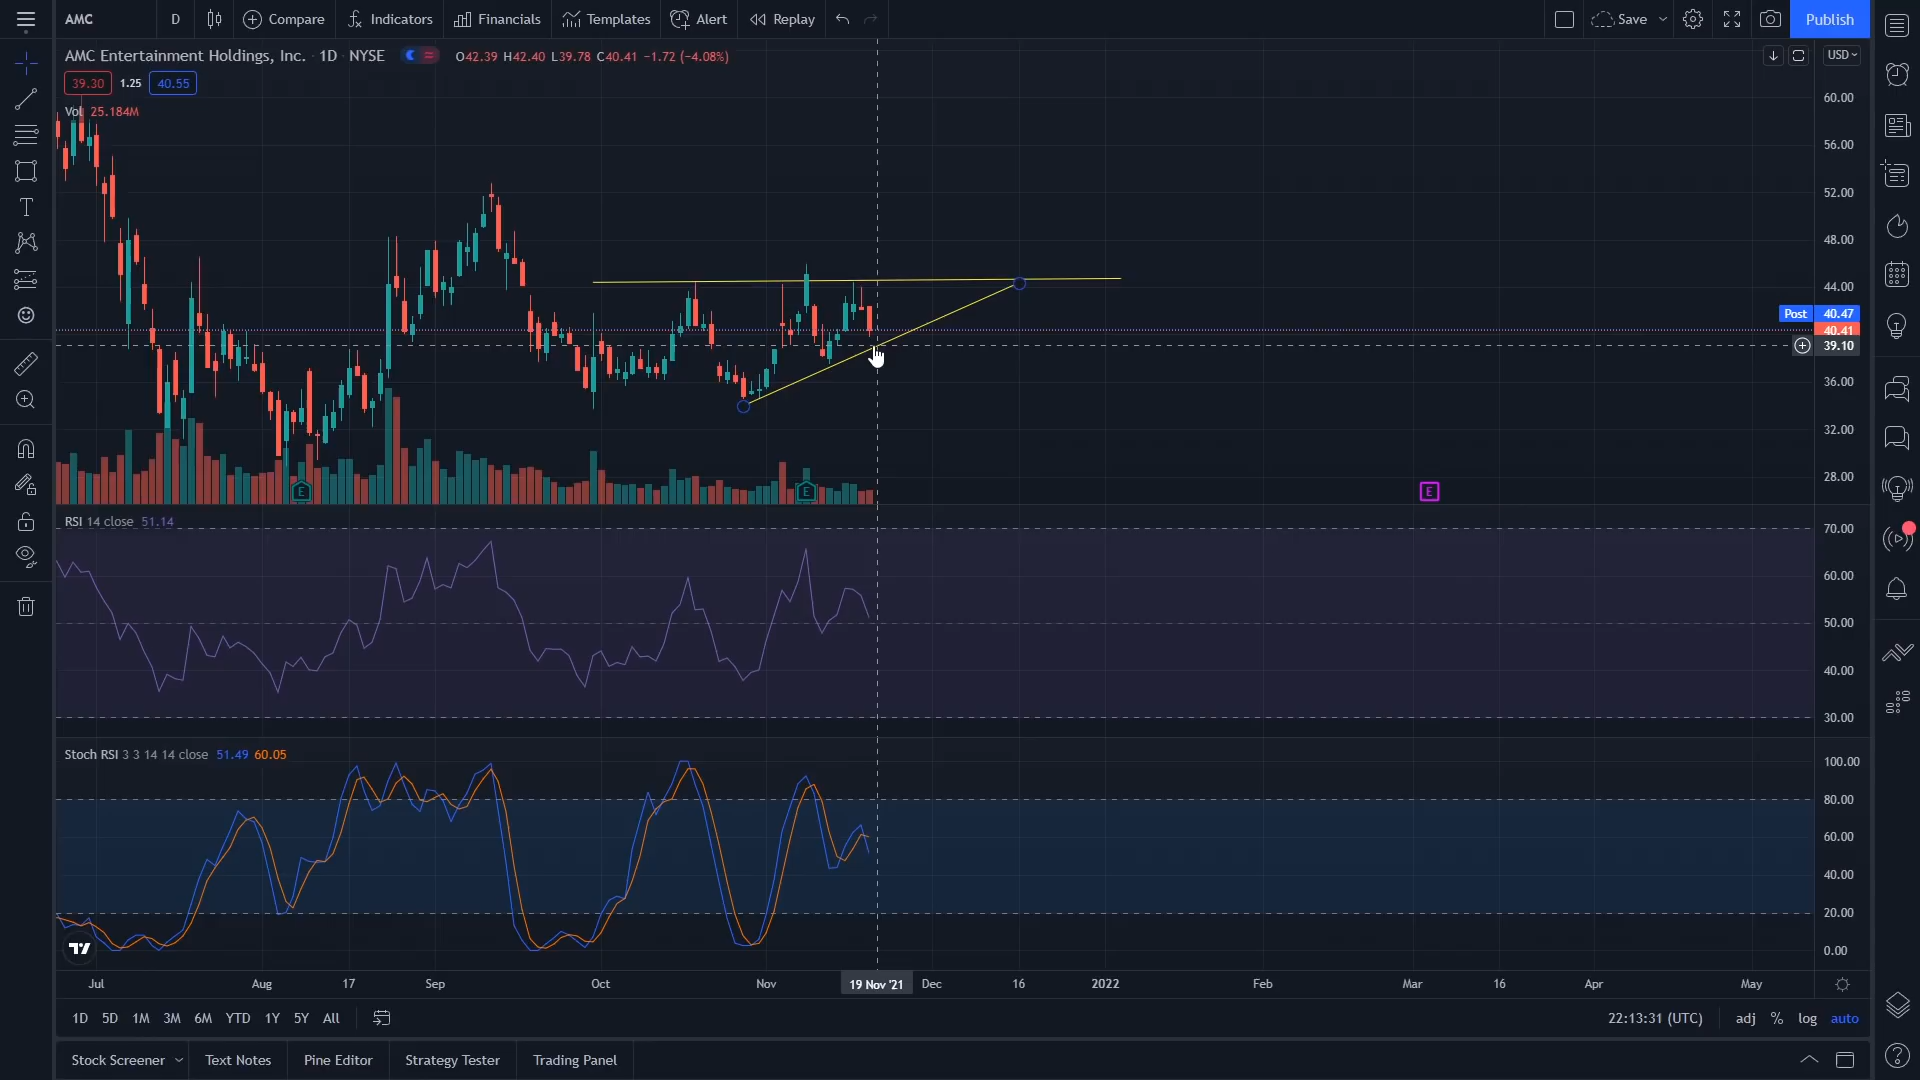 AMC D Compare Indicators Financials Templates Alert Replay Save Publish
AMC Entertainment Holdings, Inc. · 1D · NYSE O42.39 H42.40 L39.78 C40.41 −1.72 (−4.08%) USD
39.30 1.25 40.55
Vol 25.184M
60.00
56.00
52.00
48.00
44.00
Post 40.47
40.41
39.10
36.00
32.00
28.00
E E E
RSI 14 close 51.14
70.00
60.00
50.00
40.00
30.00
Stoch RSI 3 3 14 14 close 51.49 60.05
100.00
80.00
60.00
40.00
20.00
0.00
Jul Aug 17 Sep Oct Nov 19 Nov '21 Dec 16 2022 Feb Mar 16 Apr May
1D 5D 1M 3M 6M YTD 1Y 5Y All 22:13:31 (UTC) adj % log auto
Stock Screener Text Notes Pine Editor Strategy Tester Trading Panel